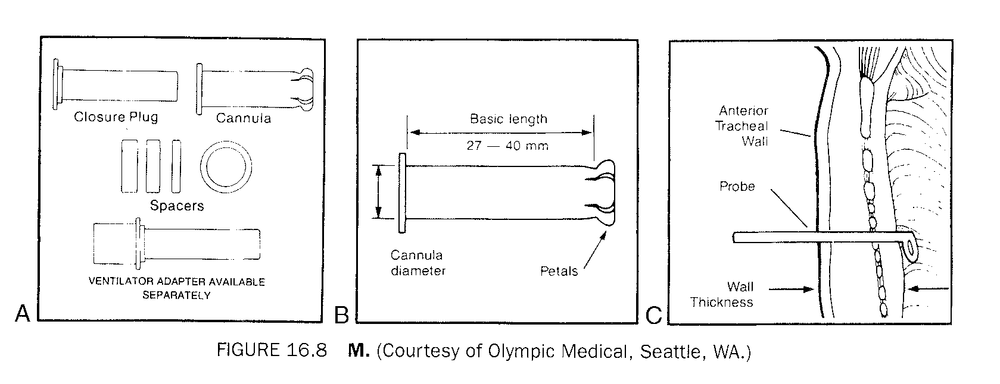 Closure Plug
Cannula
Spacers
VENTILATOR ADAPTER AVAILABLE
SEPARATELY
A
Basic length
27 — 40 mm
Cannula
diameter
Petals
B
Anterior
Tracheal
Wall
Probe
Wall
Thickness
C
FIGURE 16.8 M. (Courtesy of Olympic Medical, Seattle, WA.)